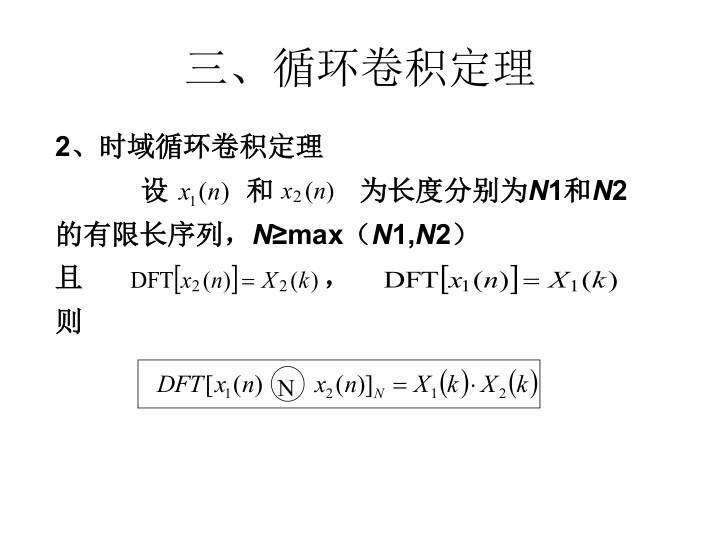 三、循环卷积定理
2、时域循环卷积定理
设 x₁(n) 和 x₂(n) 为长度分别为N1和N2
的有限长序列，N≥max（N1,N2）
且 DFT[x₂(n)] = X₂(k) ， DFT[x₁(n)] = X₁(k)
则
DFT[x₁(n) Ⓝ x₂(n)]_N = X₁(k)·X₂(k)